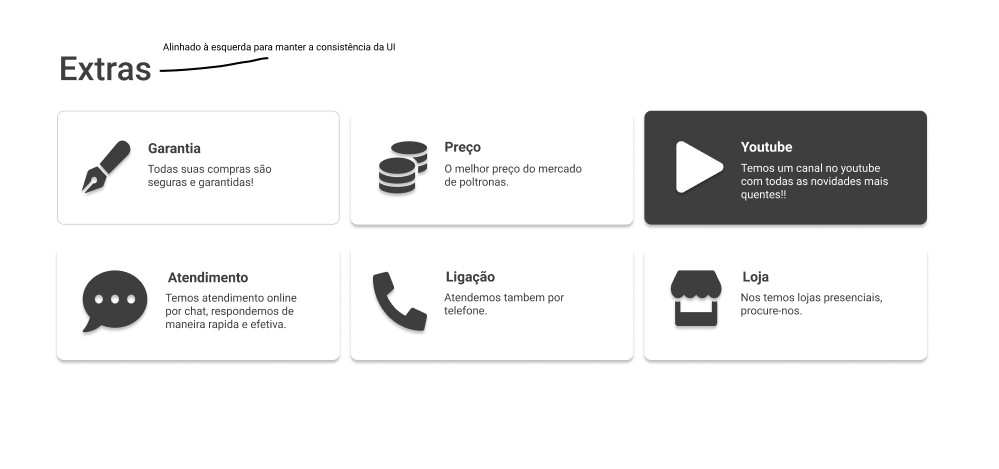 Alinhado à esquerda para manter a consistência da UI
Extras
Garantia
Todas suas compras são
seguras e garantidas!
Preço
O melhor preço do mercado
de poltronas.
Youtube
Temos um canal no youtube
com todas as novidades mais
quentes!!
Atendimento
Temos atendimento online
por chat, respondemos de
maneira rapida e efetiva.
Ligação
Atendemos tambem por
telefone.
Loja
Nos temos lojas presenciais,
procure-nos.